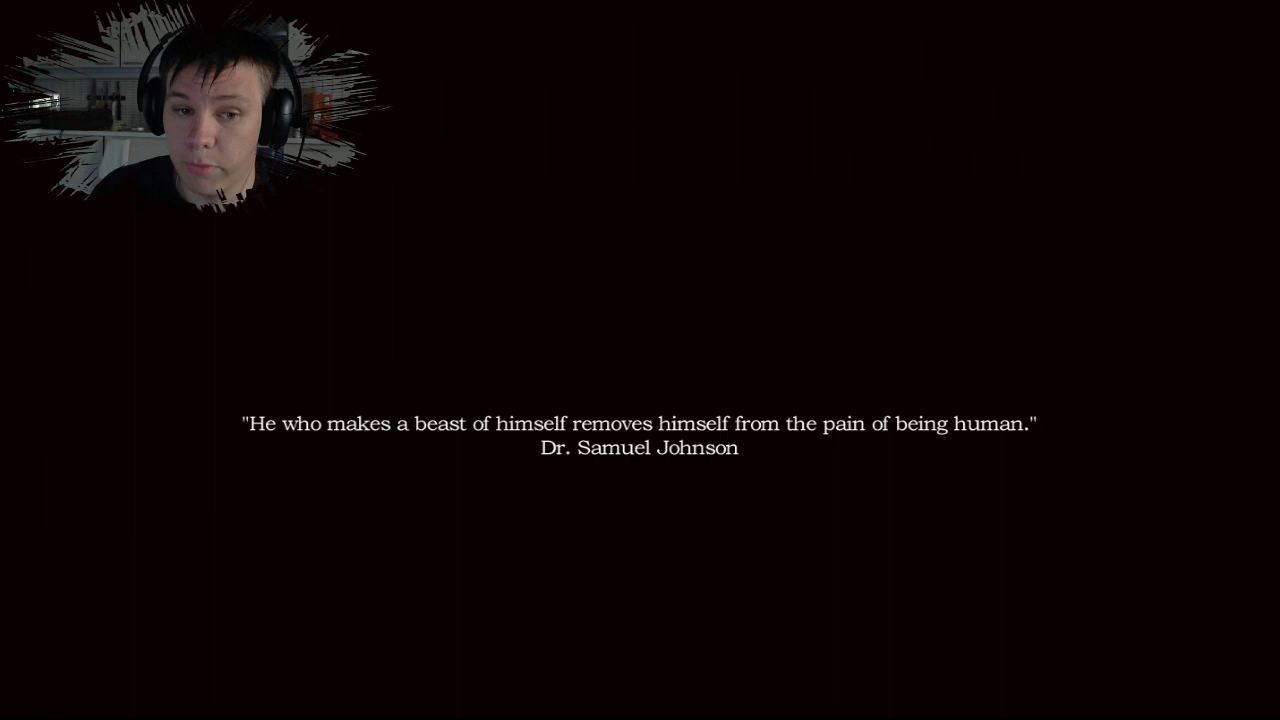 "He who makes a beast of himself removes himself from the pain of being human."
Dr. Samuel Johnson